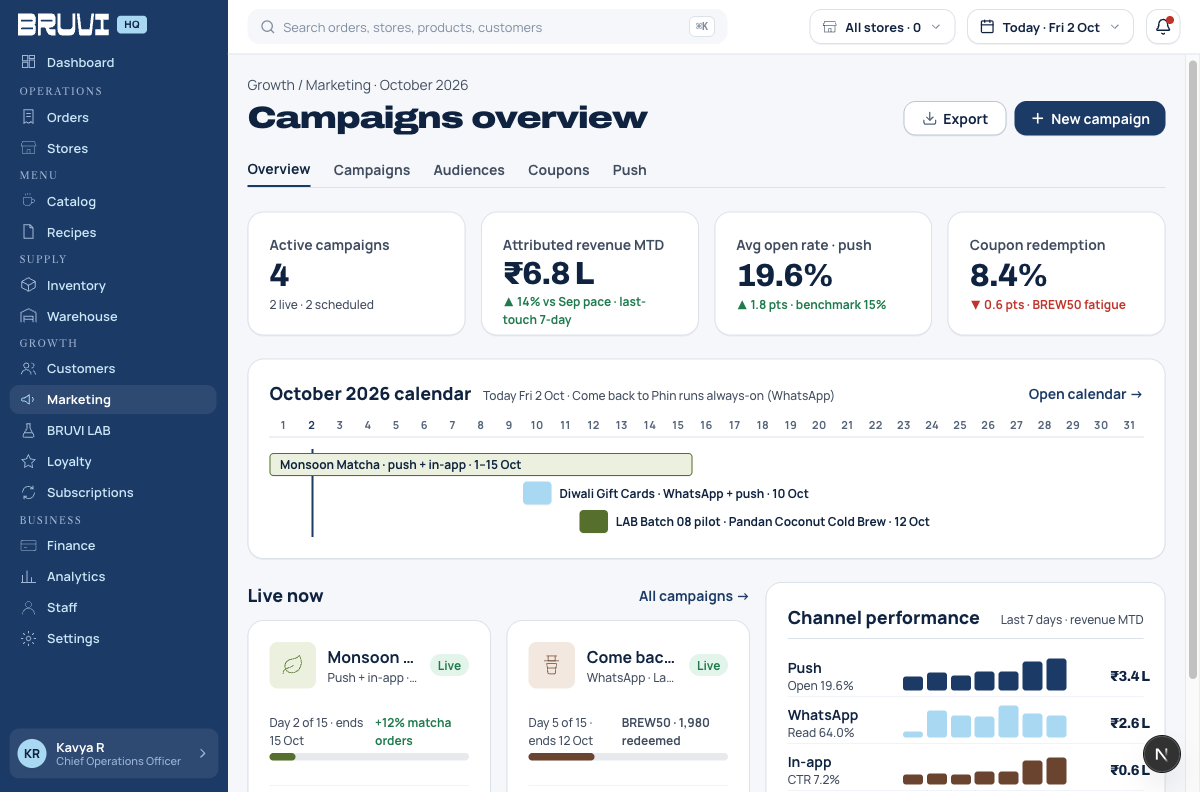 BRUVI HQ
Search orders, stores, products, customers
⌘K
All stores · 0
Today · Fri 2 Oct
Dashboard
OPERATIONS
Orders
Stores
MENU
Catalog
Recipes
SUPPLY
Inventory
Warehouse
GROWTH
Customers
Marketing
BRUVI LAB
Loyalty
Subscriptions
BUSINESS
Finance
Analytics
Staff
Settings
KR
Kavya R
Chief Operations Officer
Growth / Marketing · October 2026
Campaigns overview
Export
+ New campaign
Overview
Campaigns
Audiences
Coupons
Push
Active campaigns
4
2 live · 2 scheduled
Attributed revenue MTD
₹6.8 L
▲ 14% vs Sep pace · last-
touch 7-day
Avg open rate · push
19.6%
▲ 1.8 pts · benchmark 15%
Coupon redemption
8.4%
▼ 0.6 pts · BREW50 fatigue
October 2026 calendar
Today Fri 2 Oct · Come back to Phin runs always-on (WhatsApp)
Open calendar →
1 2 3 4 5 6 7 8 9 10 11 12 13 14 15 16 17 18 19 20 21 22 23 24 25 26 27 28 29 30 31
Monsoon Matcha · push + in-app · 1–15 Oct
Diwali Gift Cards · WhatsApp + push · 10 Oct
LAB Batch 08 pilot · Pandan Coconut Cold Brew · 12 Oct
Live now
All campaigns →
Monsoon ...
Push + in-app ·...
Live
Day 2 of 15 · ends
15 Oct
+12% matcha
orders
Come bac...
WhatsApp · La...
Live
Day 5 of 15 ·
ends 12 Oct
BREW50 · 1,980
redeemed
Channel performance
Last 7 days · revenue MTD
Push
Open 19.6%
₹3.4 L
WhatsApp
Read 64.0%
₹2.6 L
In-app
CTR 7.2%
₹0.6 L
N